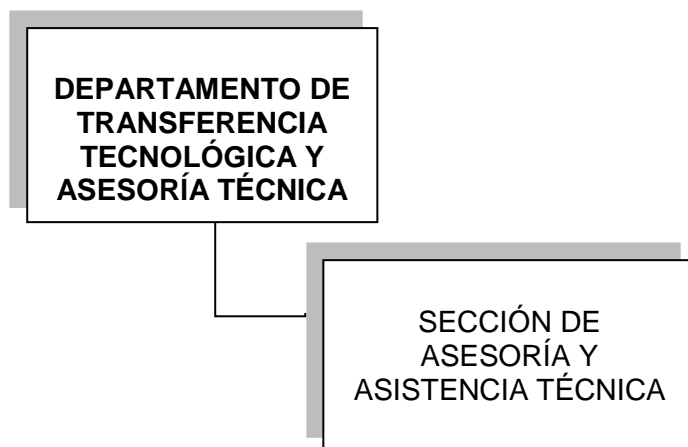 DEPARTAMENTO DE
TRANSFERENCIA
TECNOLÓGICA Y
ASESORÍA TÉCNICA
SECCIÓN DE
ASESORÍA Y
ASISTENCIA TÉCNICA